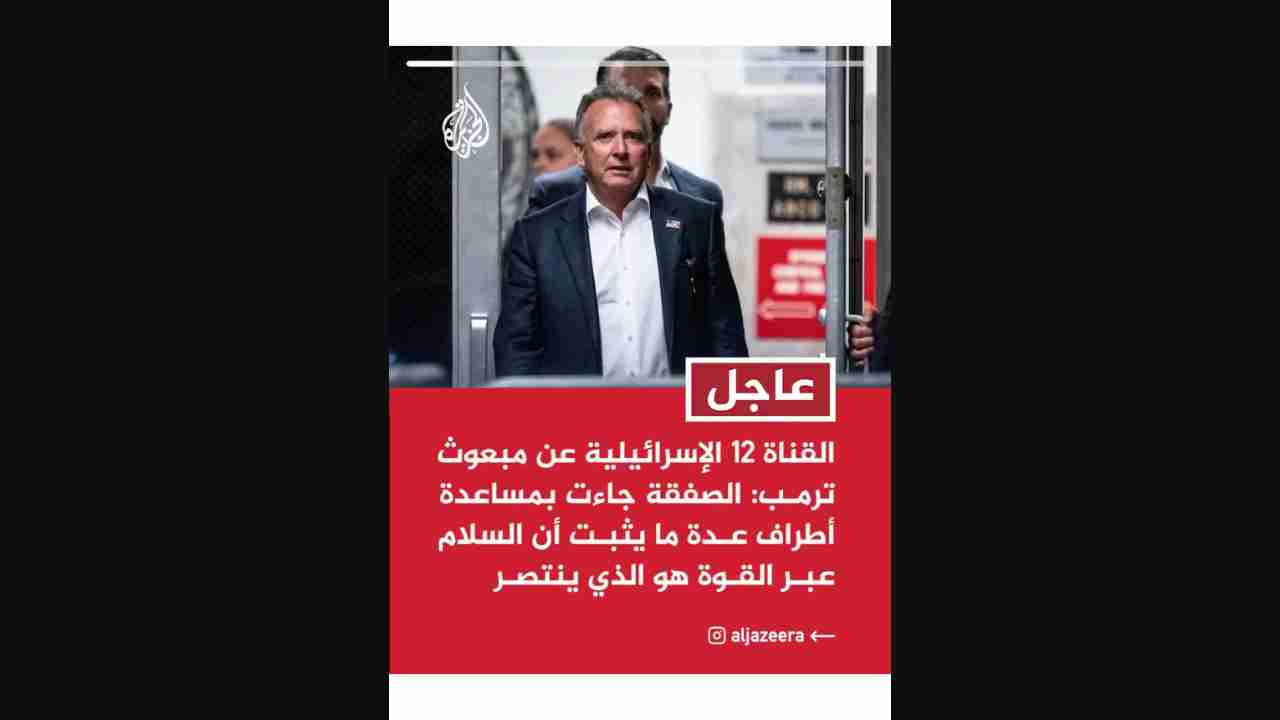 عاجل
القناة 12 الإسرائيلية عن مبعوث
ترمب: الصفقة جاءت بمساعدة
أطراف عدة ما يثبت أن السلام
عبر القوة هو الذي ينتصر
aljazeera